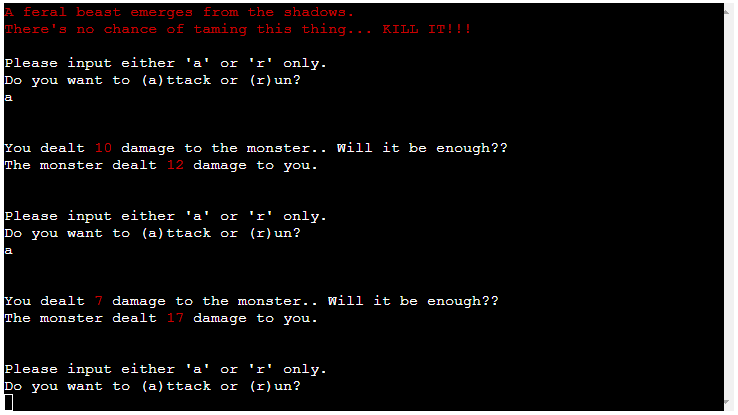 A feral beast emerges from the shadows.
There's no chance of taming this thing... KILL IT!!!
Please input either 'a' or 'r' only.
Do you want to (a)ttack or (r)un?
a
You dealt 10 damage to the monster.. Will it be enough??
The monster dealt 12 damage to you.
Please input either 'a' or 'r' only.
Do you want to (a)ttack or (r)un?
a
You dealt 7 damage to the monster.. Will it be enough??
The monster dealt 17 damage to you.
Please input either 'a' or 'r' only.
Do you want to (a)ttack or (r)un?